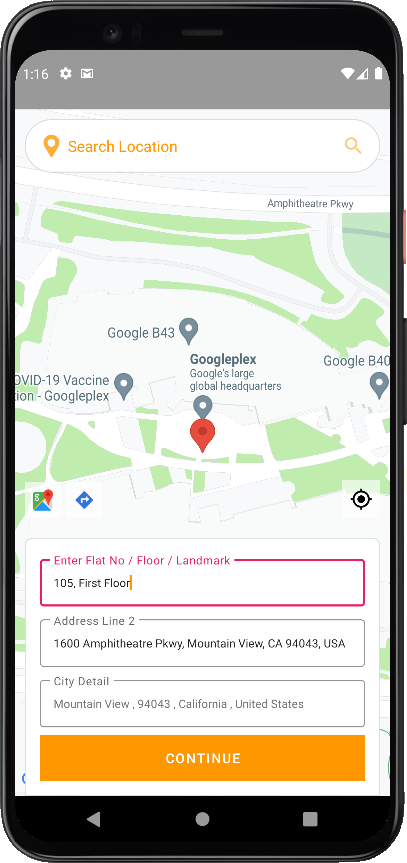 1:16
Search Location
Amphitheatre Pkwy
Google B43
Googleplex
Google's large
global headquarters
Google B40
OVID-19 Vaccine
tion - Googleplex
Enter Flat No / Floor / Landmark
105, First Floor
Address Line 2
1600 Amphitheatre Pkwy, Mountain View, CA 94043, USA
City Detail
Mountain View , 94043 , California , United States
CONTINUE